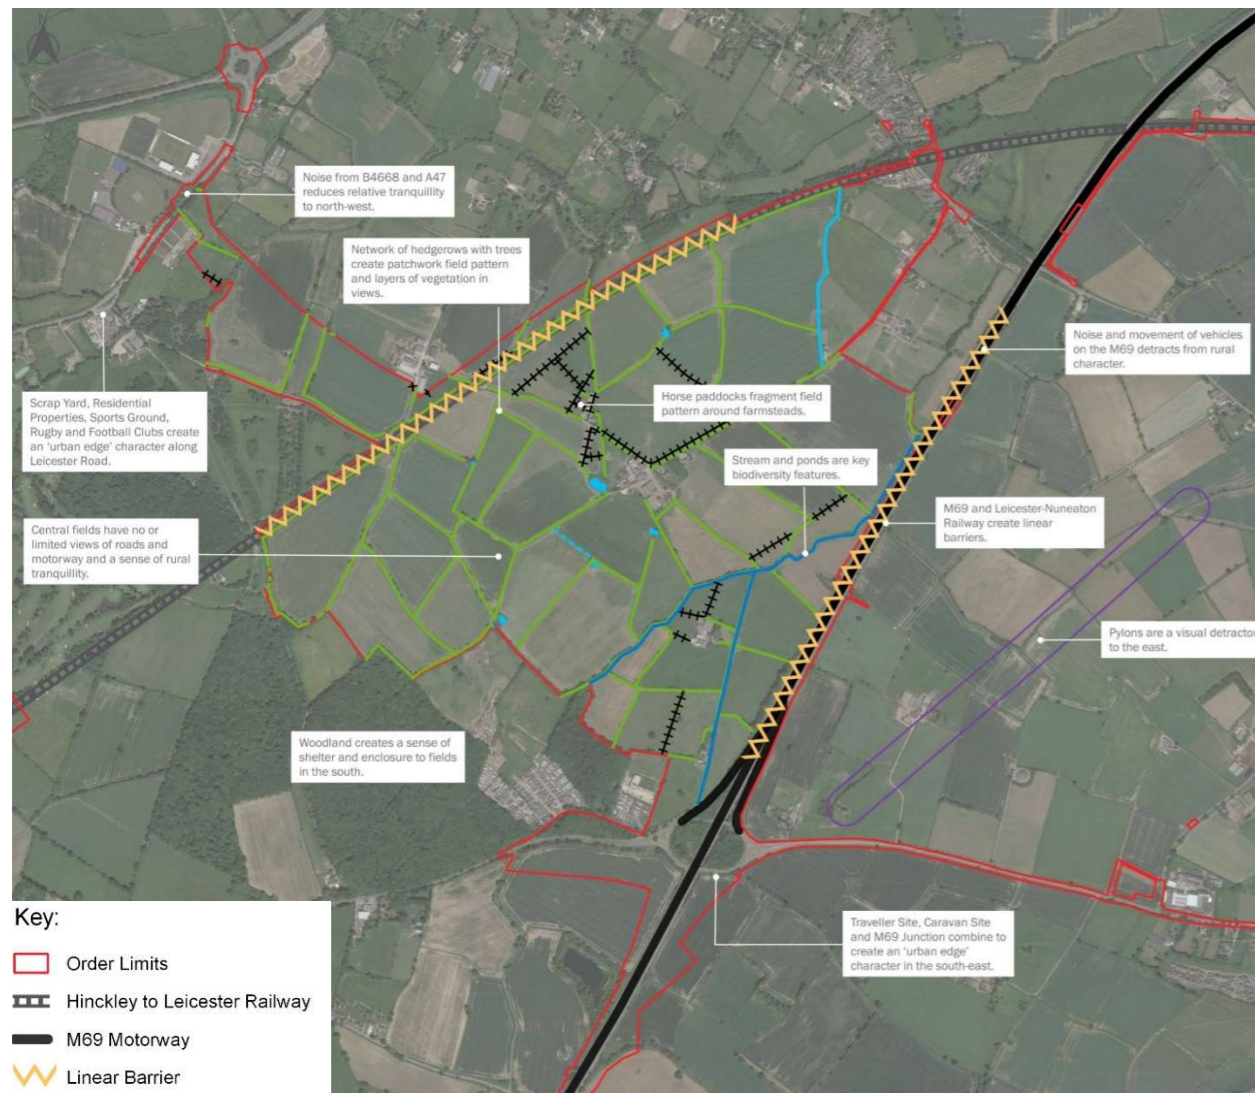 Noise from B4668 and A47
reduces relative tranquillity
to north-west.
Network of hedgerows with trees
create patchwork field pattern
and layers of vegetation in
views.
Noise and movement of vehicles
on the M69 detracts from rural
character.
Scrap Yard, Residential
Properties, Sports Ground,
Rugby and Football Clubs create
an ‘urban edge’ character along
Leicester Road.
Horse paddocks fragment field
pattern around farmsteads.
Stream and ponds are key
biodiversity features.
M69 and Leicester-Nuneaton
Railway create linear
barriers.
Central fields have no or
limited views of roads and
motorway and a sense of rural
tranquillity.
Pylons are a visual detractor
to the east.
Woodland creates a sense of
shelter and enclosure to fields
in the south.
Traveller Site, Caravan Site
and M69 Junction combine to
create an ‘urban edge’
character in the south-east.
Key:
Order Limits
Hinckley to Leicester Railway
M69 Motorway
Linear Barrier